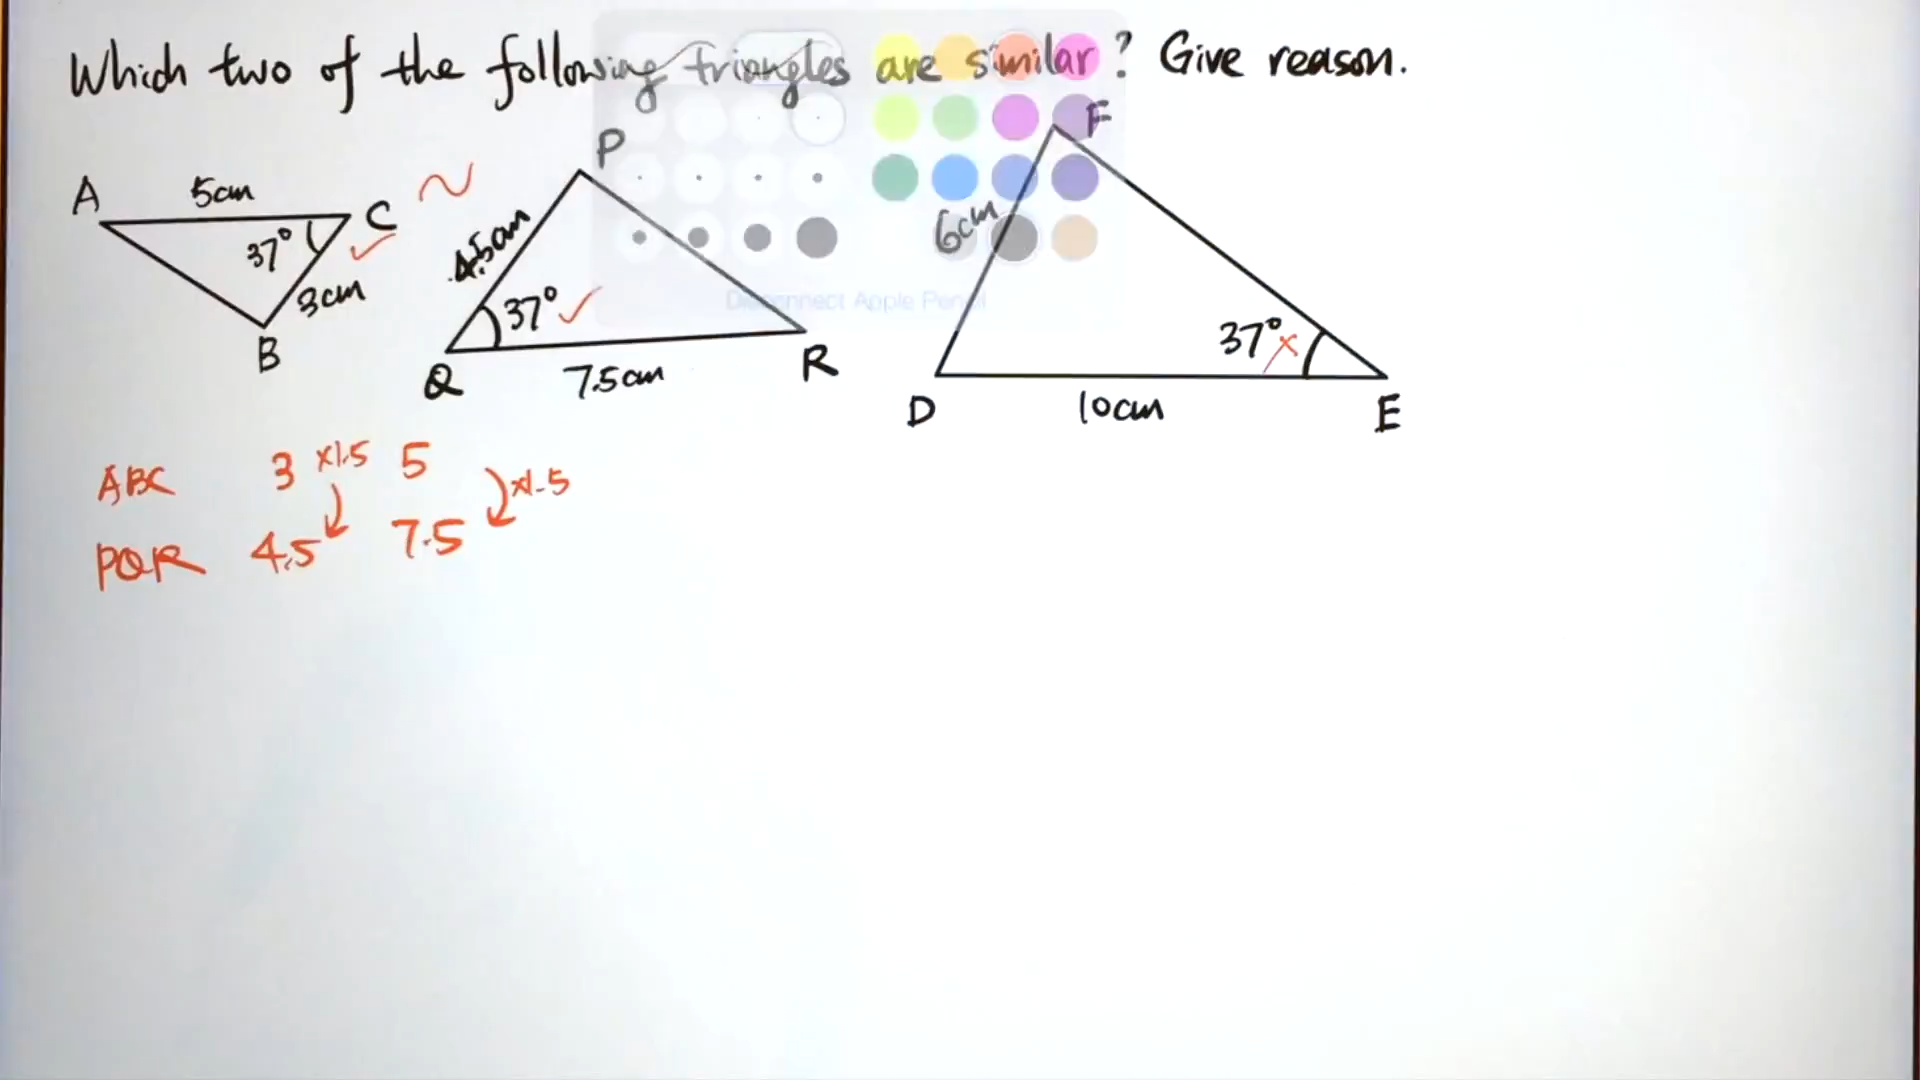 Which two of the following triangles are similar? Give reason.
A 5cm C ~
37°
3cm
B
P
4.5cm
37° ✓
Q 7.5cm R
F
6cm
37° ×
D 10cm E
Disconnect Apple Pencil
ABC 3 ×1.5 5 ×1.5
PQR 4.5 7.5